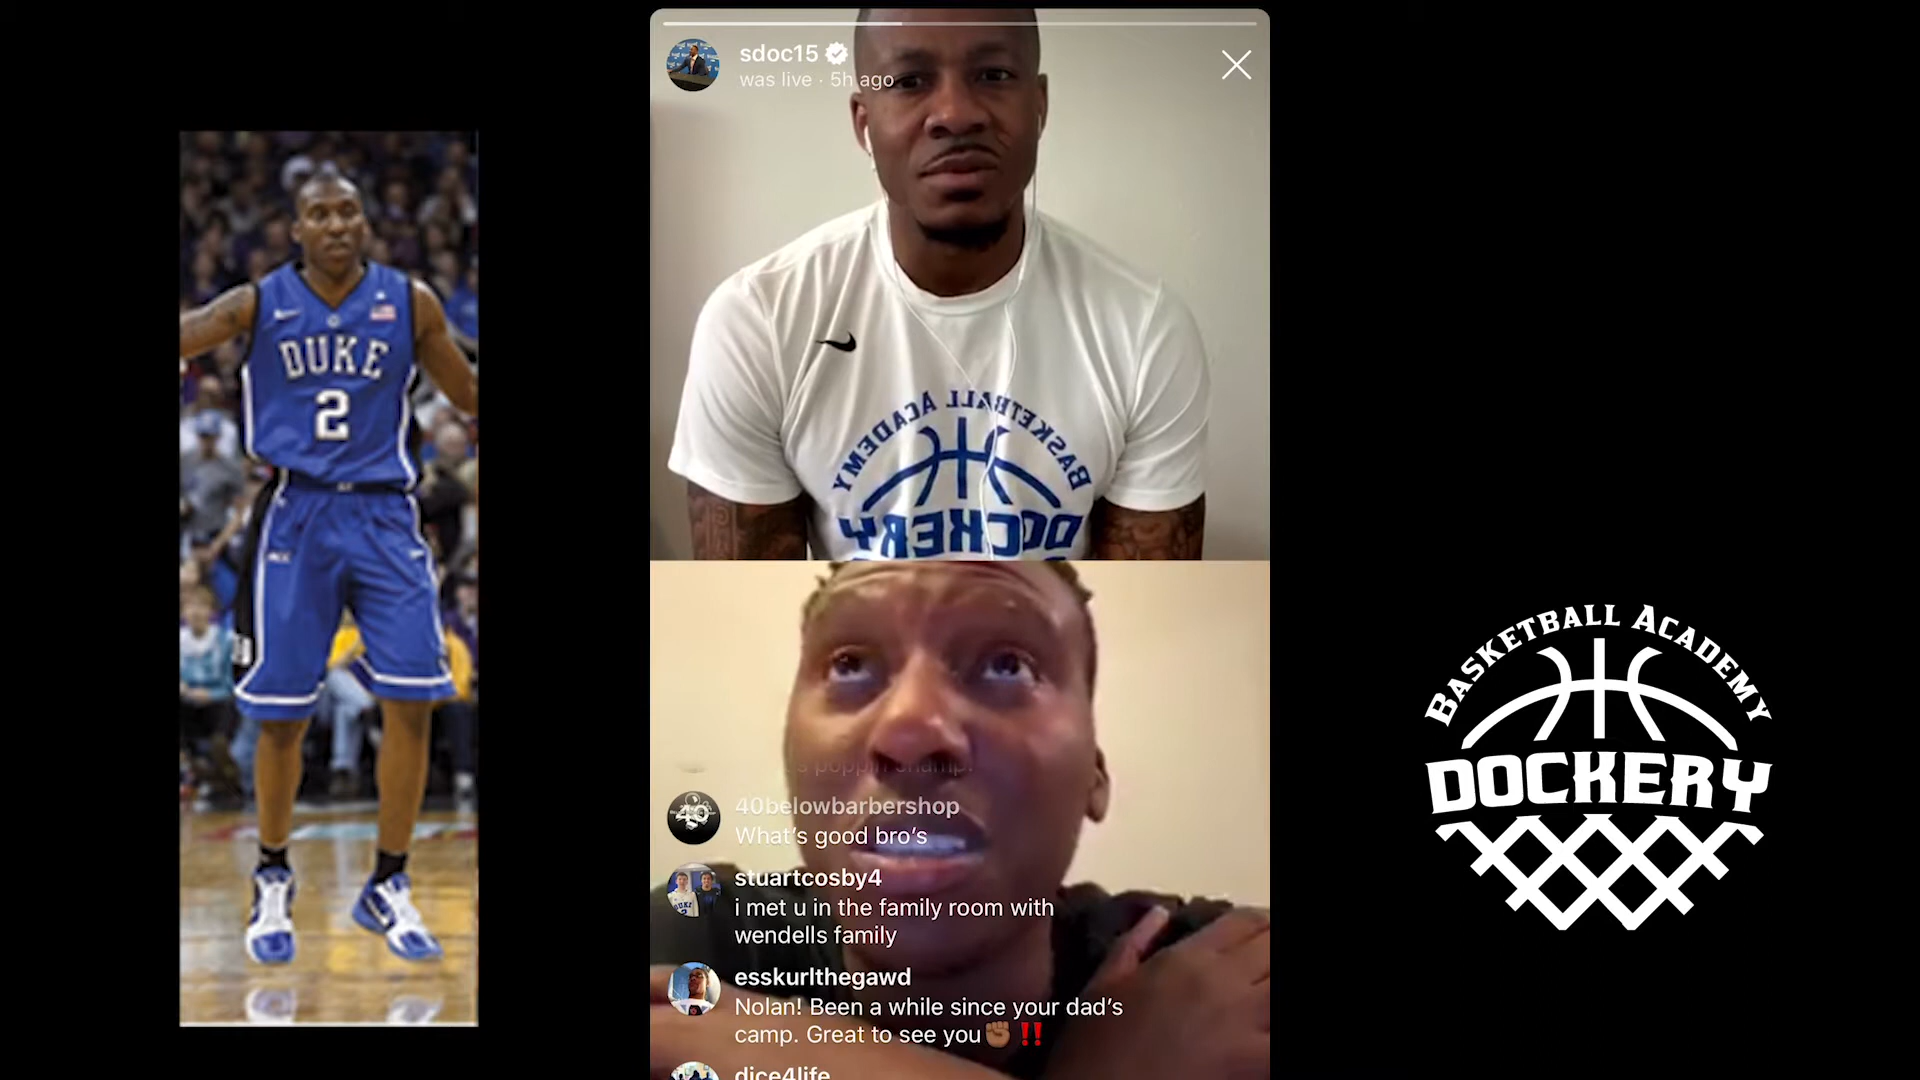 sdoc15
was live · 5h ago
DUKE
2
BASKETBALL ACADEMY
DOCKERY
poppin champ!
40belowbarbershop
What’s good bro’s
stuartcosby4
i met u in the family room with
wendells family
esskurlthegawd
Nolan! Been a while since your dad’s
camp. Great to see you✊🏾 ‼️
dice4life
BASKETBALL ACADEMY
DOCKERY